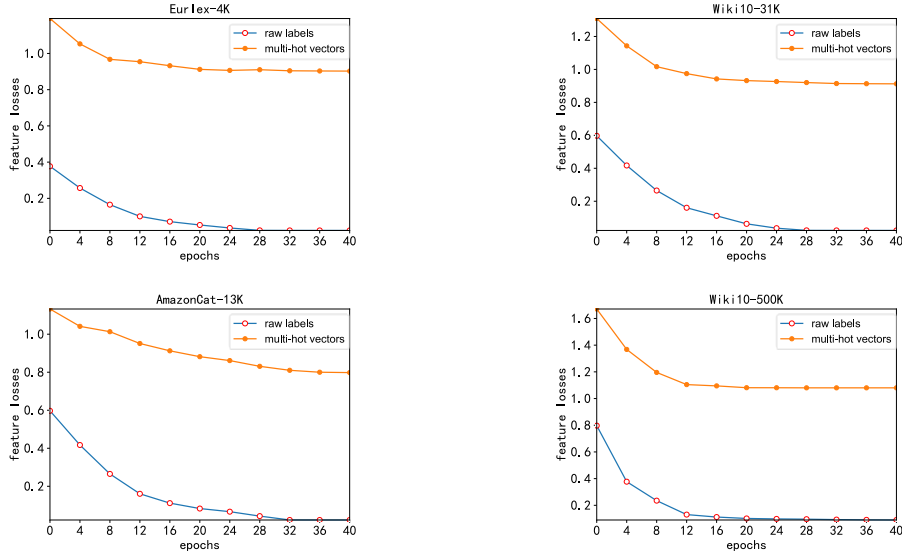 Eurlex-4K
1.0
0.8
0.6
0.4
0.2
feature losses
raw labels
multi-hot vectors
0 4 8 12 16 20 24 28 32 36 40
epochs
Wiki10-31K
1.2
1.0
0.8
0.6
0.4
0.2
feature losses
raw labels
multi-hot vectors
0 4 8 12 16 20 24 28 32 36 40
epochs
AmazonCat-13K
1.0
0.8
0.6
0.4
0.2
feature losses
raw labels
multi-hot vectors
0 4 8 12 16 20 24 28 32 36 40
epochs
Wiki10-500K
1.6
1.4
1.2
1.0
0.8
0.6
0.4
0.2
feature losses
raw labels
multi-hot vectors
0 4 8 12 16 20 24 28 32 36 40
epochs